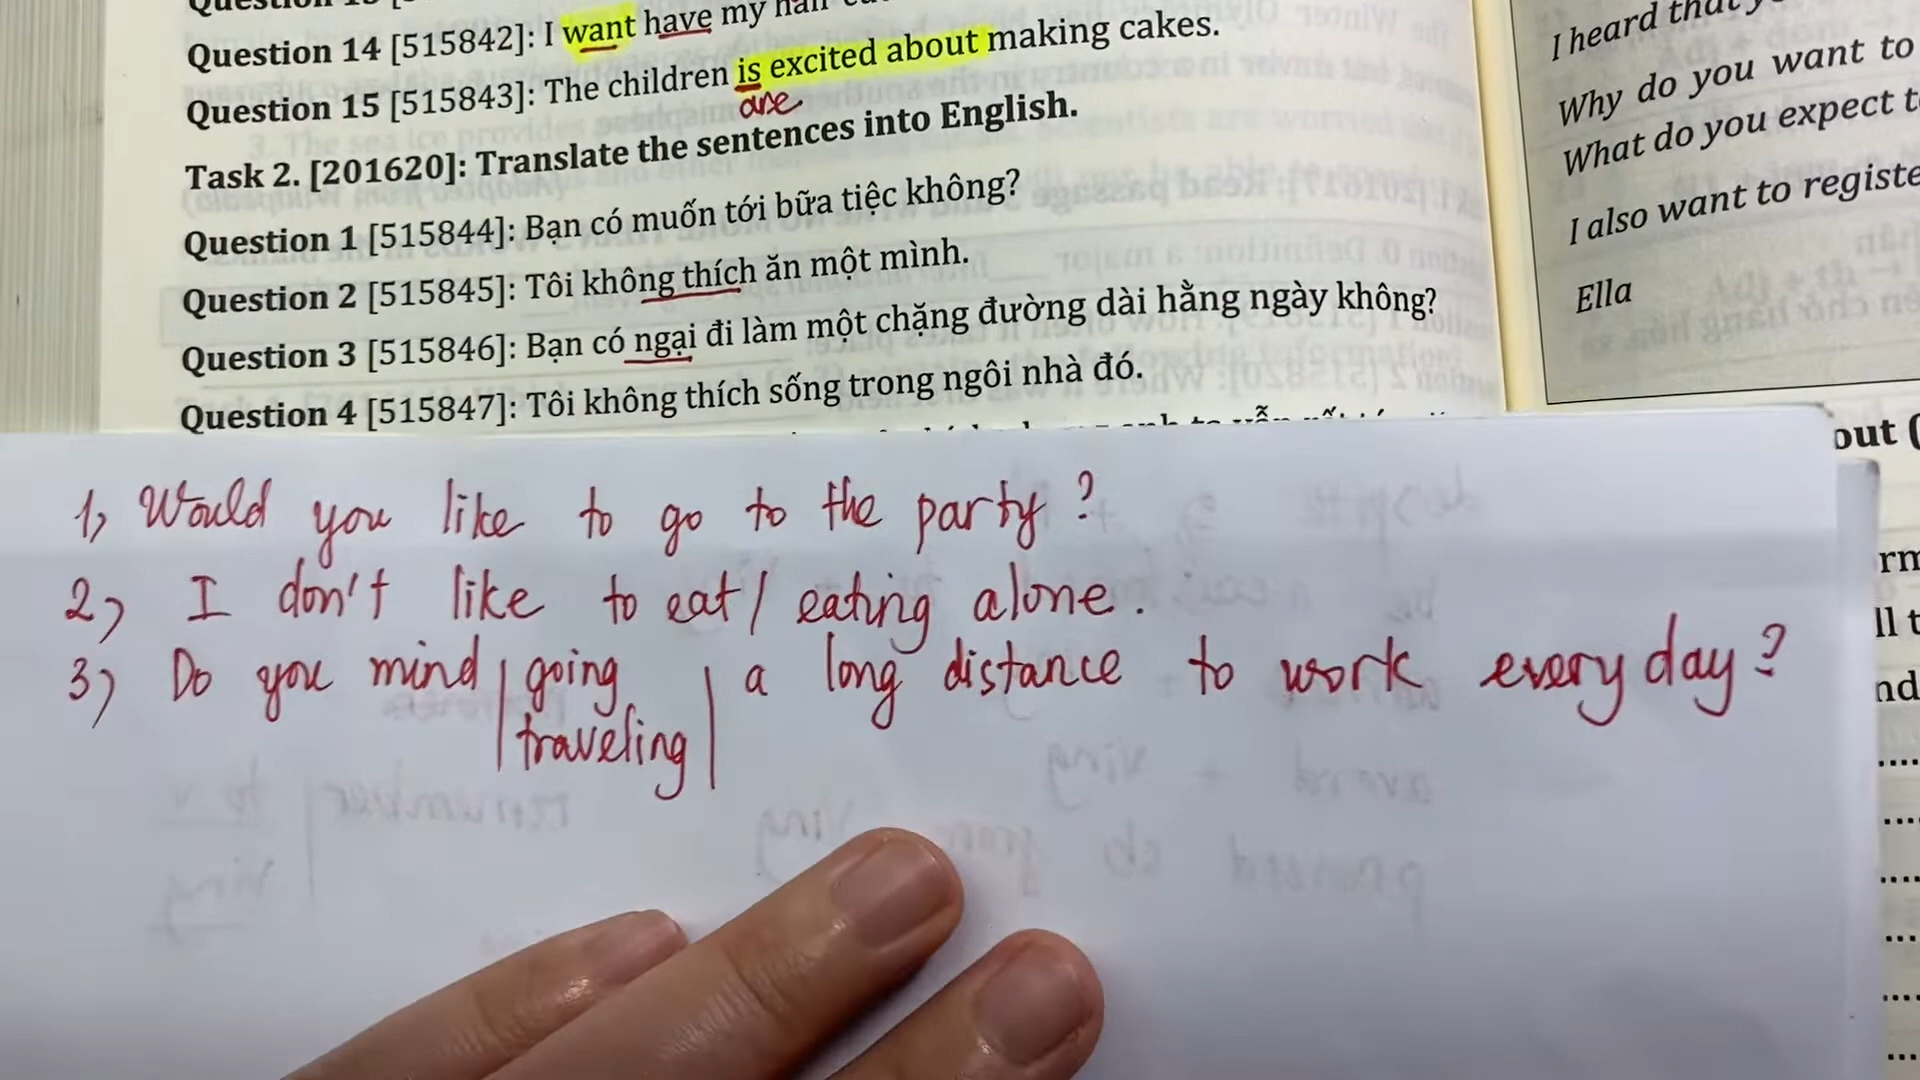 Question 14 [515842]: I want have my
Question 15 [515843]: The children is excited about making cakes.
are
Task 2. [201620]: Translate the sentences into English.
Question 1 [515844]: Bạn có muốn tới bữa tiệc không?
Question 2 [515845]: Tôi không thích ăn một mình.
Question 3 [515846]: Bạn có ngại đi làm một chặng đường dài hằng ngày không?
Question 4 [515847]: Tôi không thích sống trong ngôi nhà đó.
1, Would you like to go to the party?
2, I don't like to eat / eating alone.
3, Do you mind | going | a long distance to work every day?
traveling
I heard that
Why do you want to
What do you expect
I also want to registe
Ella
out (